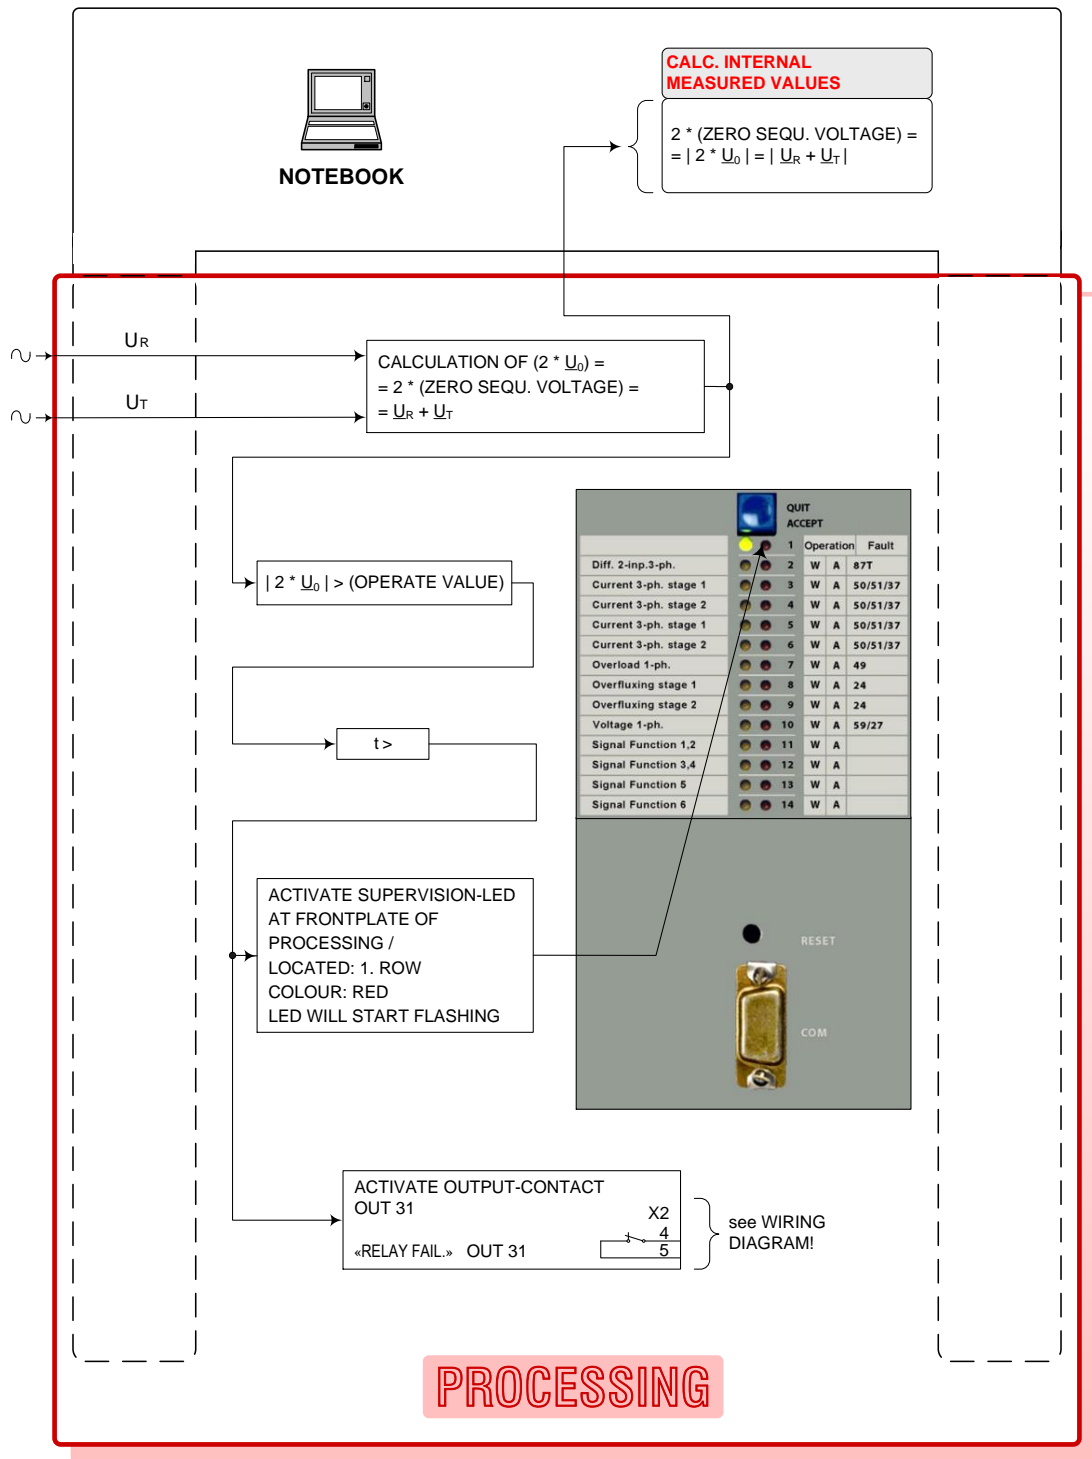 CALC. INTERNAL
MEASURED VALUES
2 * (ZERO SEQU. VOLTAGE) =
= | 2 * U0 | = | UR + UT |
NOTEBOOK
UR
UT
CALCULATION OF (2 * U0) =
= 2 * (ZERO SEQU. VOLTAGE) =
= UR + UT
| 2 * U0 | > (OPERATE VALUE)
t >
QUIT
ACCEPT
1 Operation Fault
Diff. 2-inp.3-ph. 2 W A 87T
Current 3-ph. stage 1 3 W A 50/51/37
Current 3-ph. stage 2 4 W A 50/51/37
Current 3-ph. stage 1 5 W A 50/51/37
Current 3-ph. stage 2 6 W A 50/51/37
Overload 1-ph. 7 W A 49
Overfluxing stage 1 8 W A 24
Overfluxing stage 2 9 W A 24
Voltage 1-ph. 10 W A 59/27
Signal Function 1,2 11 W A
Signal Function 3,4 12 W A
Signal Function 5 13 W A
Signal Function 6 14 W A
RESET
COM
ACTIVATE SUPERVISION-LED
AT FRONTPLATE OF
PROCESSING /
LOCATED: 1. ROW
COLOUR: RED
LED WILL START FLASHING
ACTIVATE OUTPUT-CONTACT
OUT 31
X2
4
«RELAY FAIL.» OUT 31 5
see WIRING
DIAGRAM!
PROCESSING